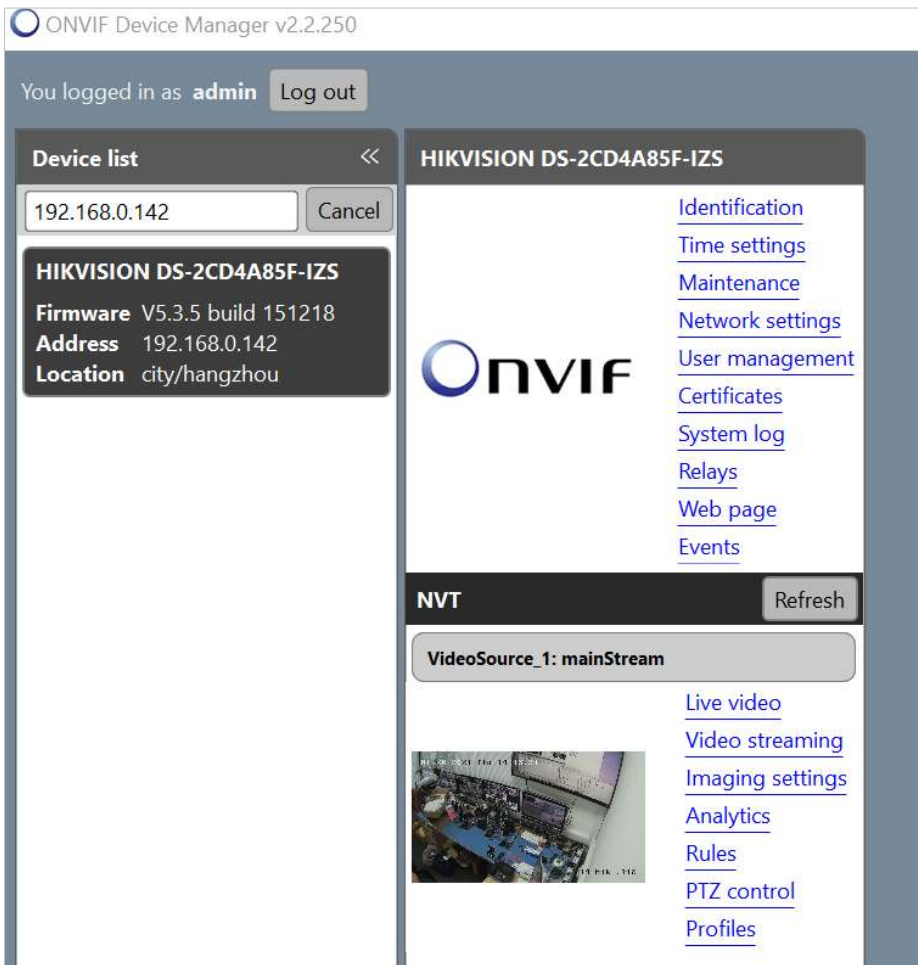 ONVIF Device Manager v2.2.250
You logged in as admin Log out
Device list «
192.168.0.142 Cancel
HIKVISION DS-2CD4A85F-IZS
Firmware V5.3.5 build 151218
Address 192.168.0.142
Location city/hangzhou
HIKVISION DS-2CD4A85F-IZS
ONVIF
Identification
Time settings
Maintenance
Network settings
User management
Certificates
System log
Relays
Web page
Events
NVT Refresh
VideoSource_1: mainStream
Live video
Video streaming
Imaging settings
Analytics
Rules
PTZ control
Profiles